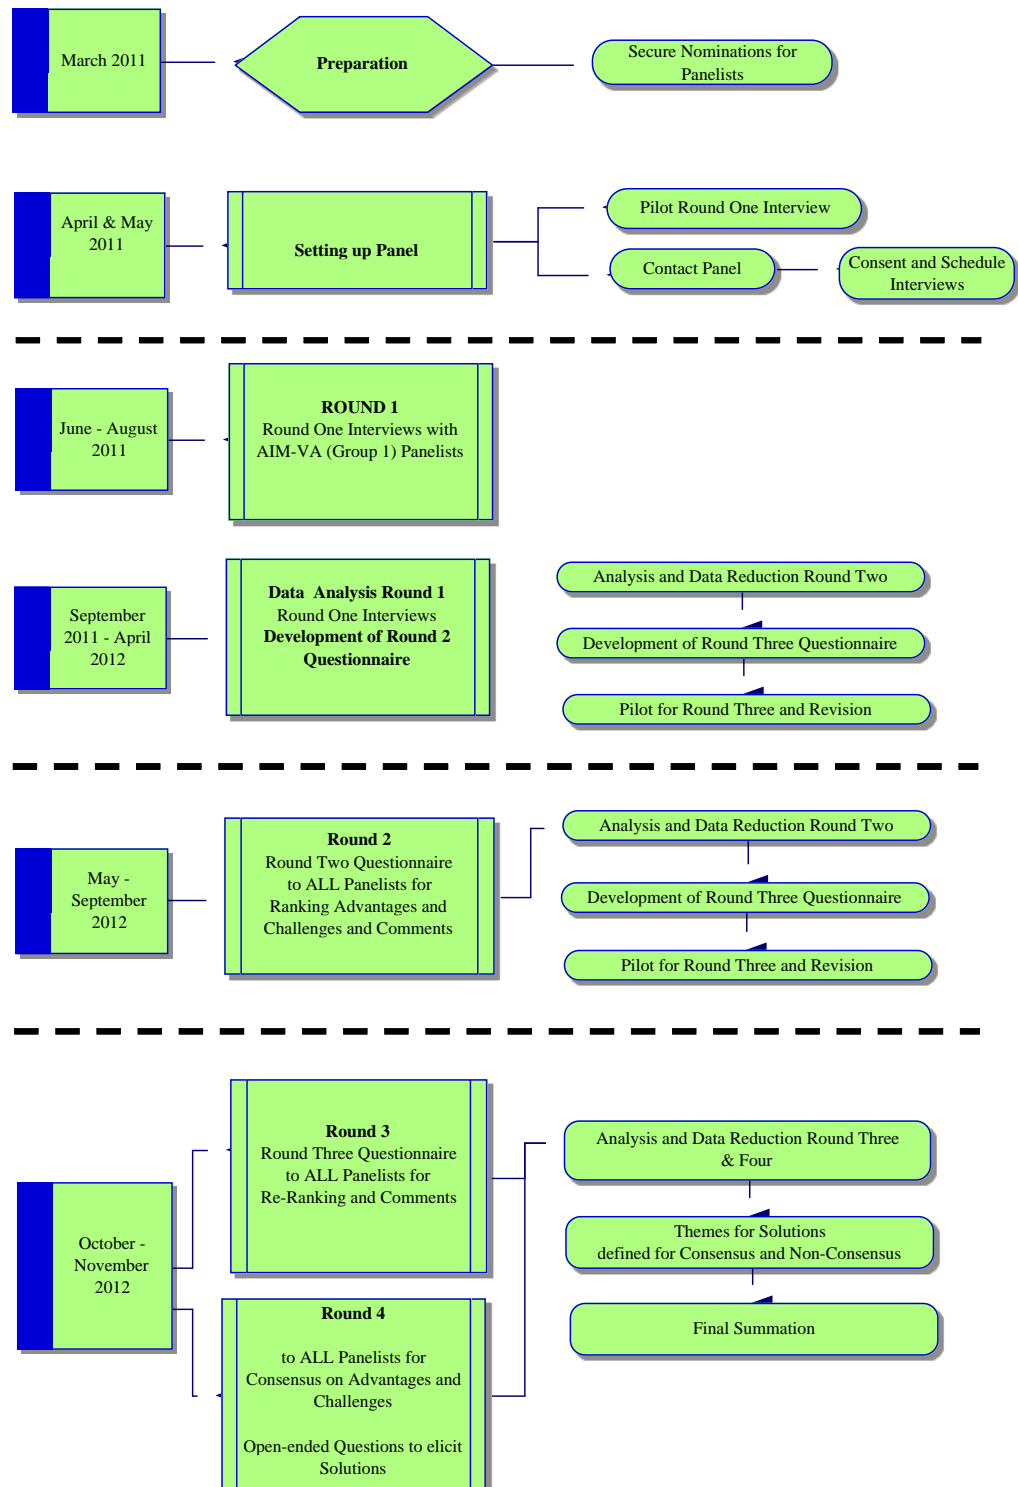 March 2011
Preparation
Secure Nominations for
Panelists
April & May
2011
Setting up Panel
Pilot Round One Interview
Contact Panel
Consent and Schedule
Interviews
June - August
2011
ROUND 1
Round One Interviews with
AIM-VA (Group 1) Panelists
September
2011 - April
2012
Data Analysis Round 1
Round One Interviews
Development of Round 2
Questionnaire
Analysis and Data Reduction Round Two
Development of Round Three Questionnaire
Pilot for Round Three and Revision
May -
September
2012
Round 2
Round Two Questionnaire
to ALL Panelists for
Ranking Advantages and
Challenges and Comments
Analysis and Data Reduction Round Two
Development of Round Three Questionnaire
Pilot for Round Three and Revision
October -
November
2012
Round 3
Round Three Questionnaire
to ALL Panelists for
Re-Ranking and Comments
Round 4
to ALL Panelists for
Consensus on Advantages and
Challenges
Open-ended Questions to elicit
Solutions
Analysis and Data Reduction Round Three
& Four
Themes for Solutions
defined for Consensus and Non-Consensus
Final Summation